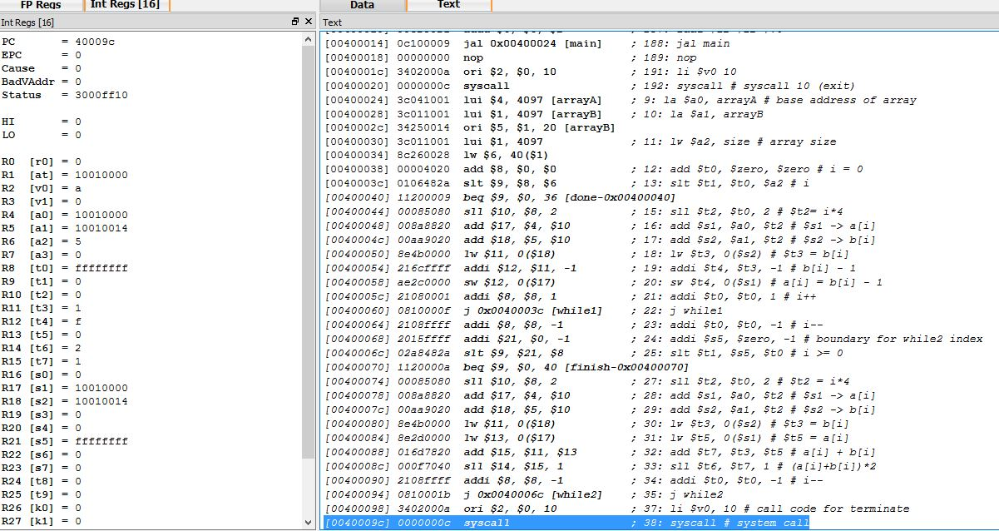 FP Regs Int Regs [16]
Data Text
Int Regs [16]
Text
PC = 40009c
EPC = 0
Cause = 0
BadVAddr = 0
Status = 3000ff10
HI = 0
LO = 0
R0 [r0] = 0
R1 [at] = 10010000
R2 [v0] = a
R3 [v1] = 0
R4 [a0] = 10010000
R5 [a1] = 10010014
R6 [a2] = 5
R7 [a3] = 0
R8 [t0] = ffffffff
R9 [t1] = 0
R10 [t2] = 0
R11 [t3] = 1
R12 [t4] = f
R13 [t5] = 0
R14 [t6] = 2
R15 [t7] = 1
R16 [s0] = 0
R17 [s1] = 10010000
R18 [s2] = 10010014
R19 [s3] = 0
R20 [s4] = 0
R21 [s5] = ffffffff
R22 [s6] = 0
R23 [s7] = 0
R24 [t8] = 0
R25 [t9] = 0
R26 [k0] = 0
R27 [k1] = 0
[00400014] 0c100009 jal 0x00400024 [main] ; 188: jal main
[00400018] 00000000 nop ; 189: nop
[0040001c] 3402000a ori $2, $0, 10 ; 191: li $v0 10
[00400020] 0000000c syscall ; 192: syscall # syscall 10 (exit)
[00400024] 3c041001 lui $4, 4097 [arrayA] ; 9: la $a0, arrayA # base address of array
[00400028] 3c011001 lui $1, 4097 [arrayB] ; 10: la $a1, arrayB
[0040002c] 34250014 ori $5, $1, 20 [arrayB]
[00400030] 3c011001 lui $1, 4097 ; 11: lw $a2, size # array size
[00400034] 8c260028 lw $6, 40($1)
[00400038] 00004020 add $8, $0, $0 ; 12: add $t0, $zero, $zero # i = 0
[0040003c] 0106482a slt $9, $8, $6 ; 13: slt $t1, $t0, $a2 # i
[00400040] 11200009 beq $9, $0, 36 [done-0x00400040]
[00400044] 00085080 sll $10, $8, 2 ; 15: sll $t2, $t0, 2 # $t2= i*4
[00400048] 008a8820 add $17, $4, $10 ; 16: add $s1, $a0, $t2 # $s1 -> a[i]
[0040004c] 00aa9020 add $18, $5, $10 ; 17: add $s2, $a1, $t2 # $s2 -> b[i]
[00400050] 8e4b0000 lw $11, 0($18) ; 18: lw $t3, 0($s2) # $t3 = b[i]
[00400054] 216cffff addi $12, $11, -1 ; 19: addi $t4, $t3, -1 # b[i] - 1
[00400058] ae2c0000 sw $12, 0($17) ; 20: sw $t4, 0($s1) # a[i] = b[i] - 1
[0040005c] 21080001 addi $8, $8, 1 ; 21: addi $t0, $t0, 1 # i++
[00400060] 0810000f j 0x0040003c [while1] ; 22: j while1
[00400064] 2108ffff addi $8, $8, -1 ; 23: addi $t0, $t0, -1 # i--
[00400068] 2015ffff addi $21, $0, -1 ; 24: addi $s5, $zero, -1 # boundary for while2 index
[0040006c] 02a8482a slt $9, $21, $8 ; 25: slt $t1, $s5, $t0 # i >= 0
[00400070] 1120000a beq $9, $0, 40 [finish-0x00400070]
[00400074] 00085080 sll $10, $8, 2 ; 27: sll $t2, $t0, 2 # $t2 = i*4
[00400078] 008a8820 add $17, $4, $10 ; 28: add $s1, $a0, $t2 # $s1 -> a[i]
[0040007c] 00aa9020 add $18, $5, $10 ; 29: add $s2, $a1, $t2 # $s2 -> b[i]
[00400080] 8e4b0000 lw $11, 0($18) ; 30: lw $t3, 0($s2) # $t3 = b[i]
[00400084] 8e2d0000 lw $13, 0($17) ; 31: lw $t5, 0($s1) # $t5 = a[i]
[00400088] 016d7820 add $15, $11, $13 ; 32: add $t7, $t3, $t5 # a[i] + b[i]
[0040008c] 000f7040 sll $14, $15, 1 ; 33: sll $t6, $t7, 1 # (a[i]+b[i])*2
[00400090] 2108ffff addi $8, $8, -1 ; 34: addi $t0, $t0, -1 # i--
[00400094] 0810001b j 0x0040006c [while2] ; 35: j while2
[00400098] 3402000a ori $2, $0, 10 ; 37: li $v0, 10 # call code for terminate
[0040009c] 0000000c syscall ; 38: syscall # system call